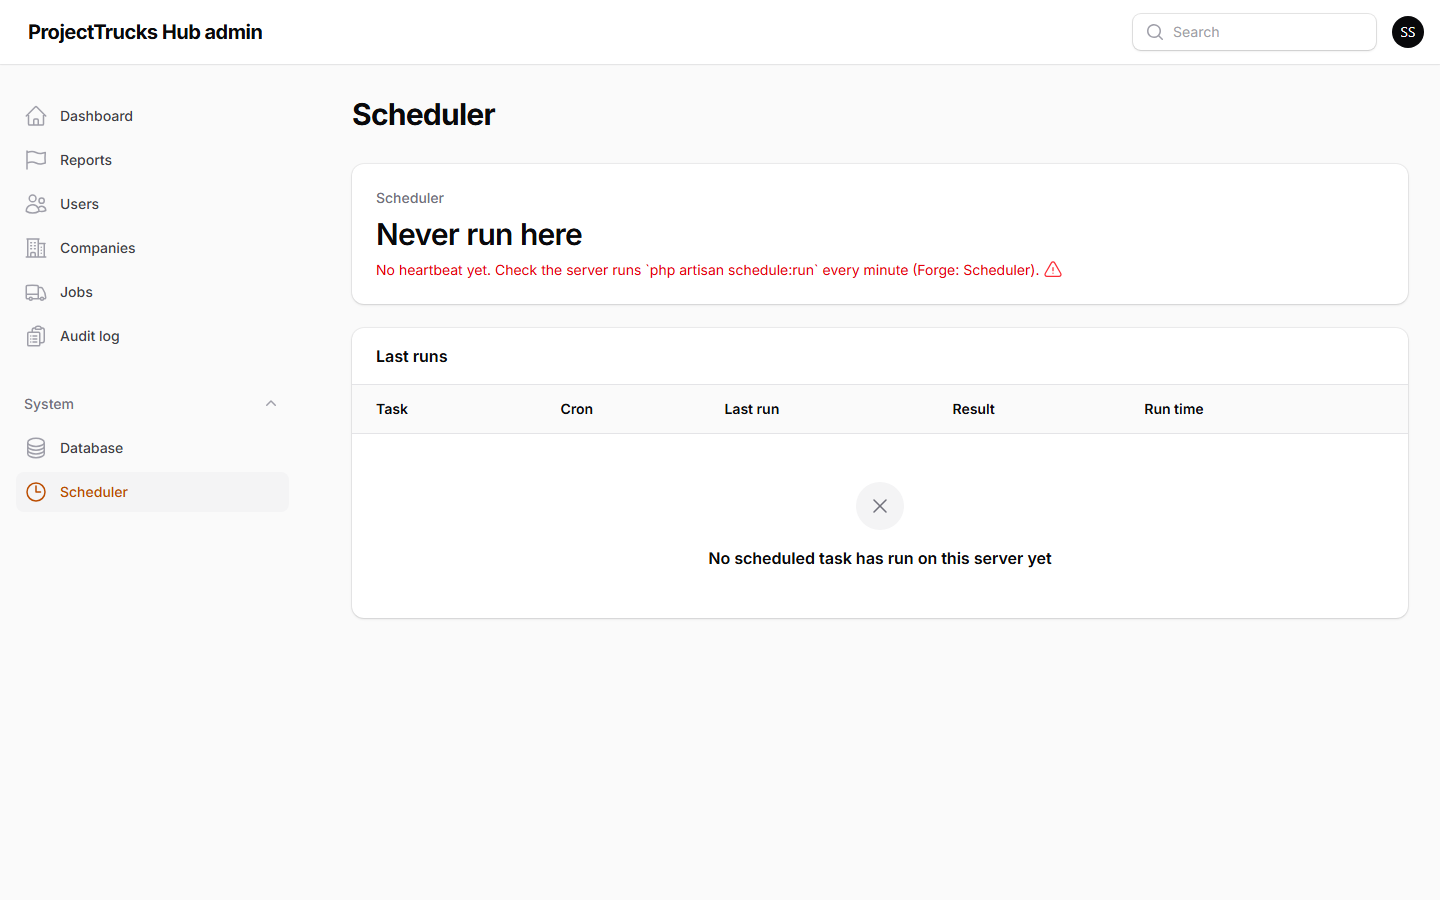 ProjectTrucks Hub admin
Search
SS
Dashboard
Reports
Users
Companies
Jobs
Audit log
System
Database
Scheduler
Scheduler
Scheduler
Never run here
No heartbeat yet. Check the server runs `php artisan schedule:run` every minute (Forge: Scheduler).
Last runs
Task Cron Last run Result Run time
No scheduled task has run on this server yet